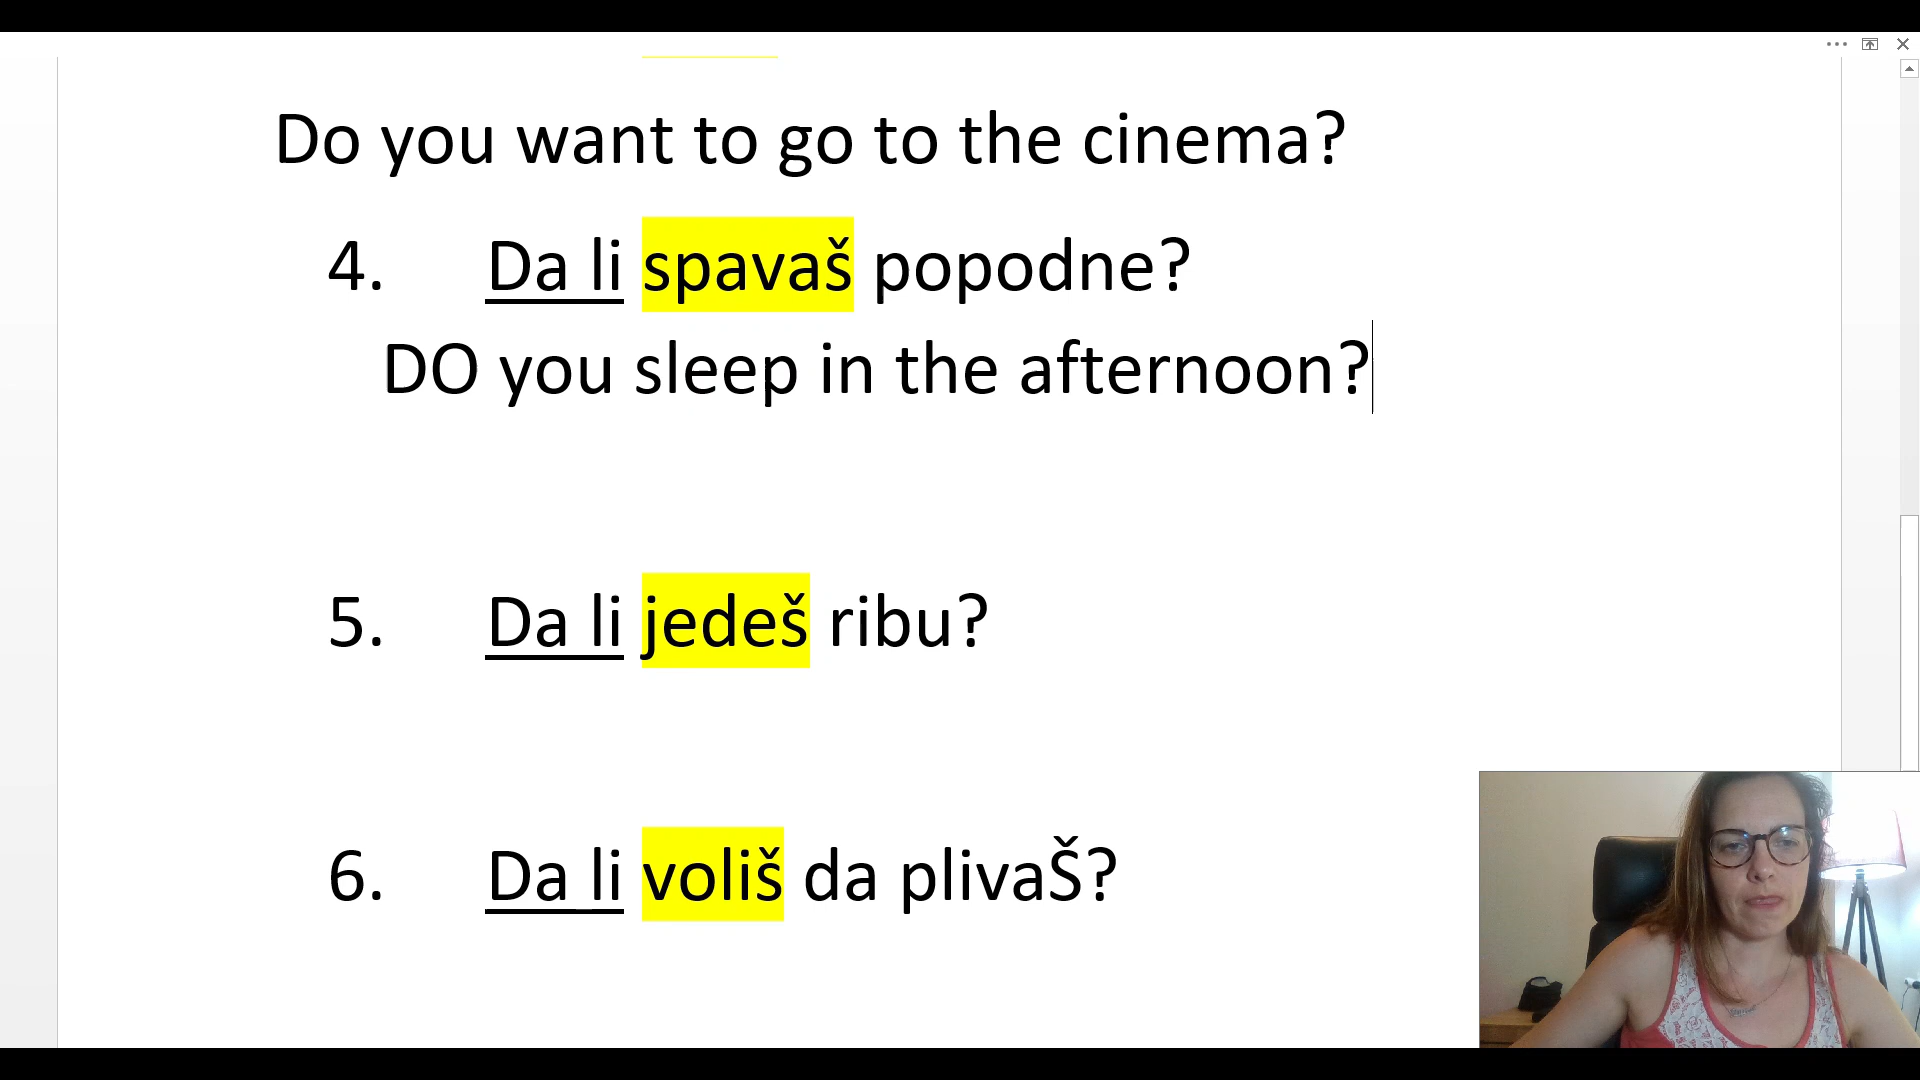 Do you want to go to the cinema?
4. Da li spavaš popodne?
DO you sleep in the afternoon?
5. Da li jedeš ribu?
6. Da li voliš da plivaŠ?